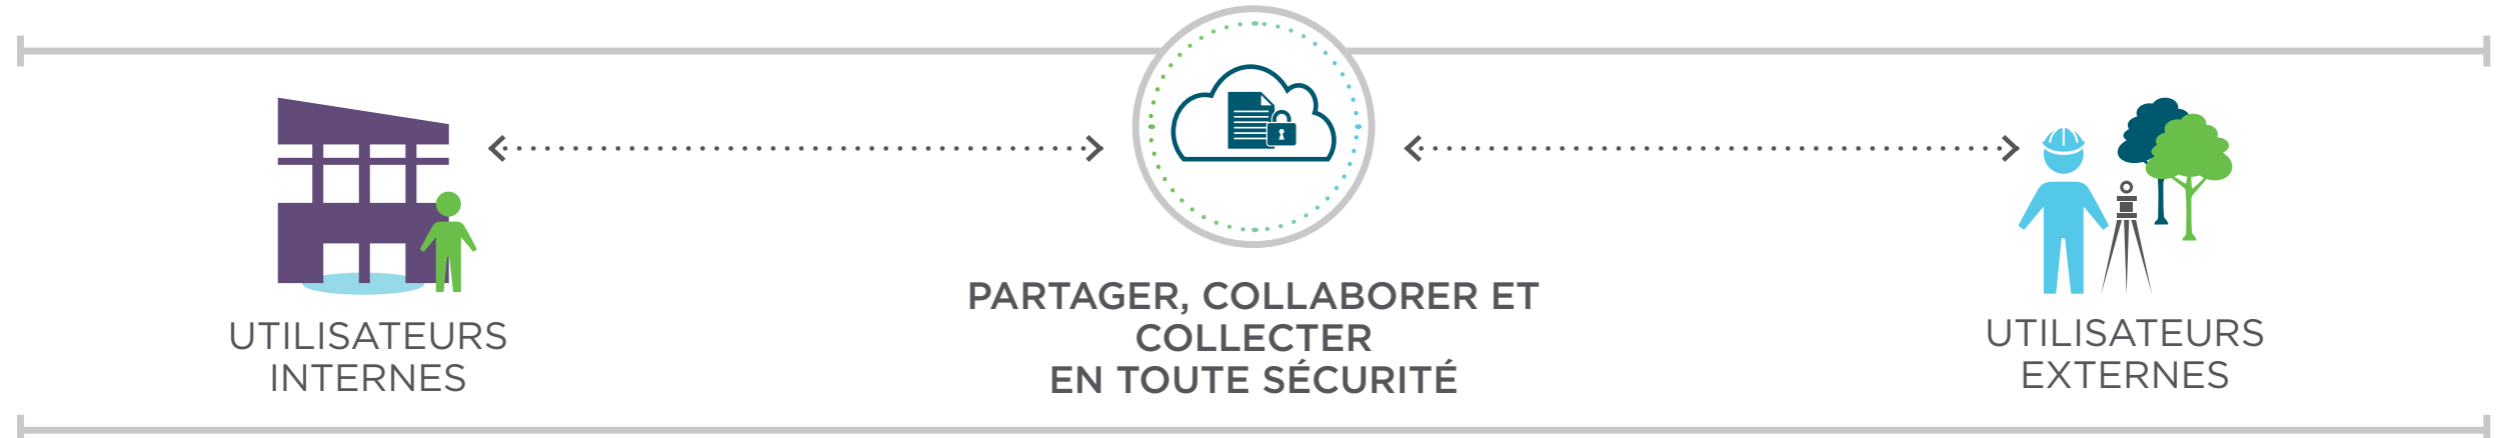 UTILISATEURS
INTERNES
PARTAGER, COLLABORER ET
COLLECTER
EN TOUTE SÉCURITÉ
UTILISATEURS
EXTERNES